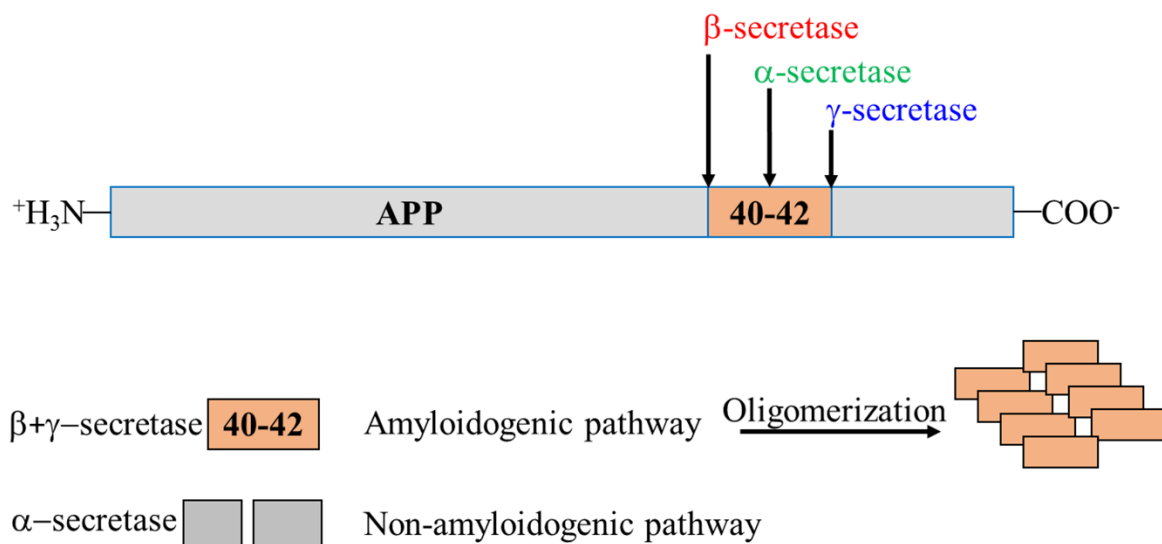 β-secretase
α-secretase
γ-secretase
⁺H₃N
APP
40-42
COO⁻
β+γ–secretase 40-42 Amyloidogenic pathway Oligomerization
α–secretase Non-amyloidogenic pathway